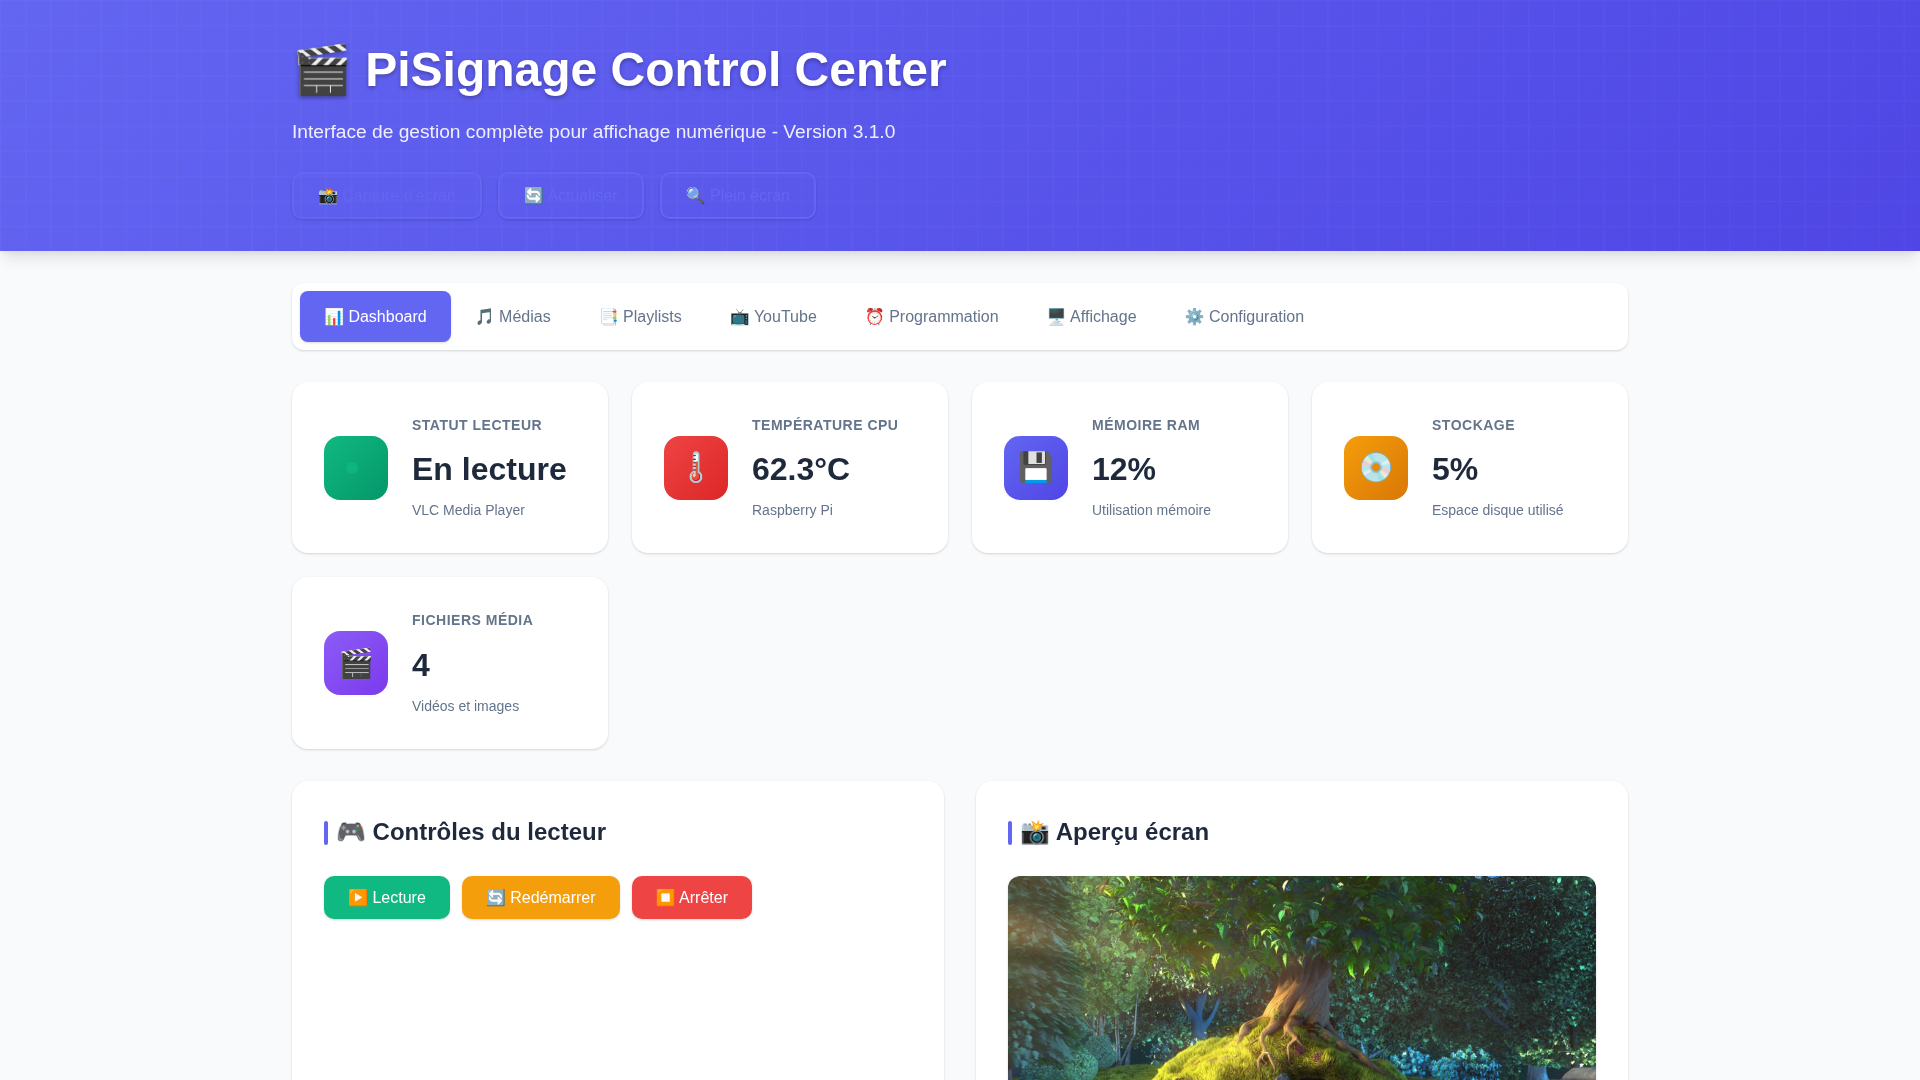 PiSignage Control Center
Interface de gestion complète pour affichage numérique - Version 3.1.0
Capture d'écran
Actualiser
Plein écran
Dashboard
Médias
Playlists
YouTube
Programmation
Affichage
Configuration
STATUT LECTEUR
En lecture
VLC Media Player
TEMPÉRATURE CPU
62.3°C
Raspberry Pi
MÉMOIRE RAM
12%
Utilisation mémoire
STOCKAGE
5%
Espace disque utilisé
FICHIERS MÉDIA
4
Vidéos et images
Contrôles du lecteur
Lecture
Redémarrer
Arrêter
Aperçu écran